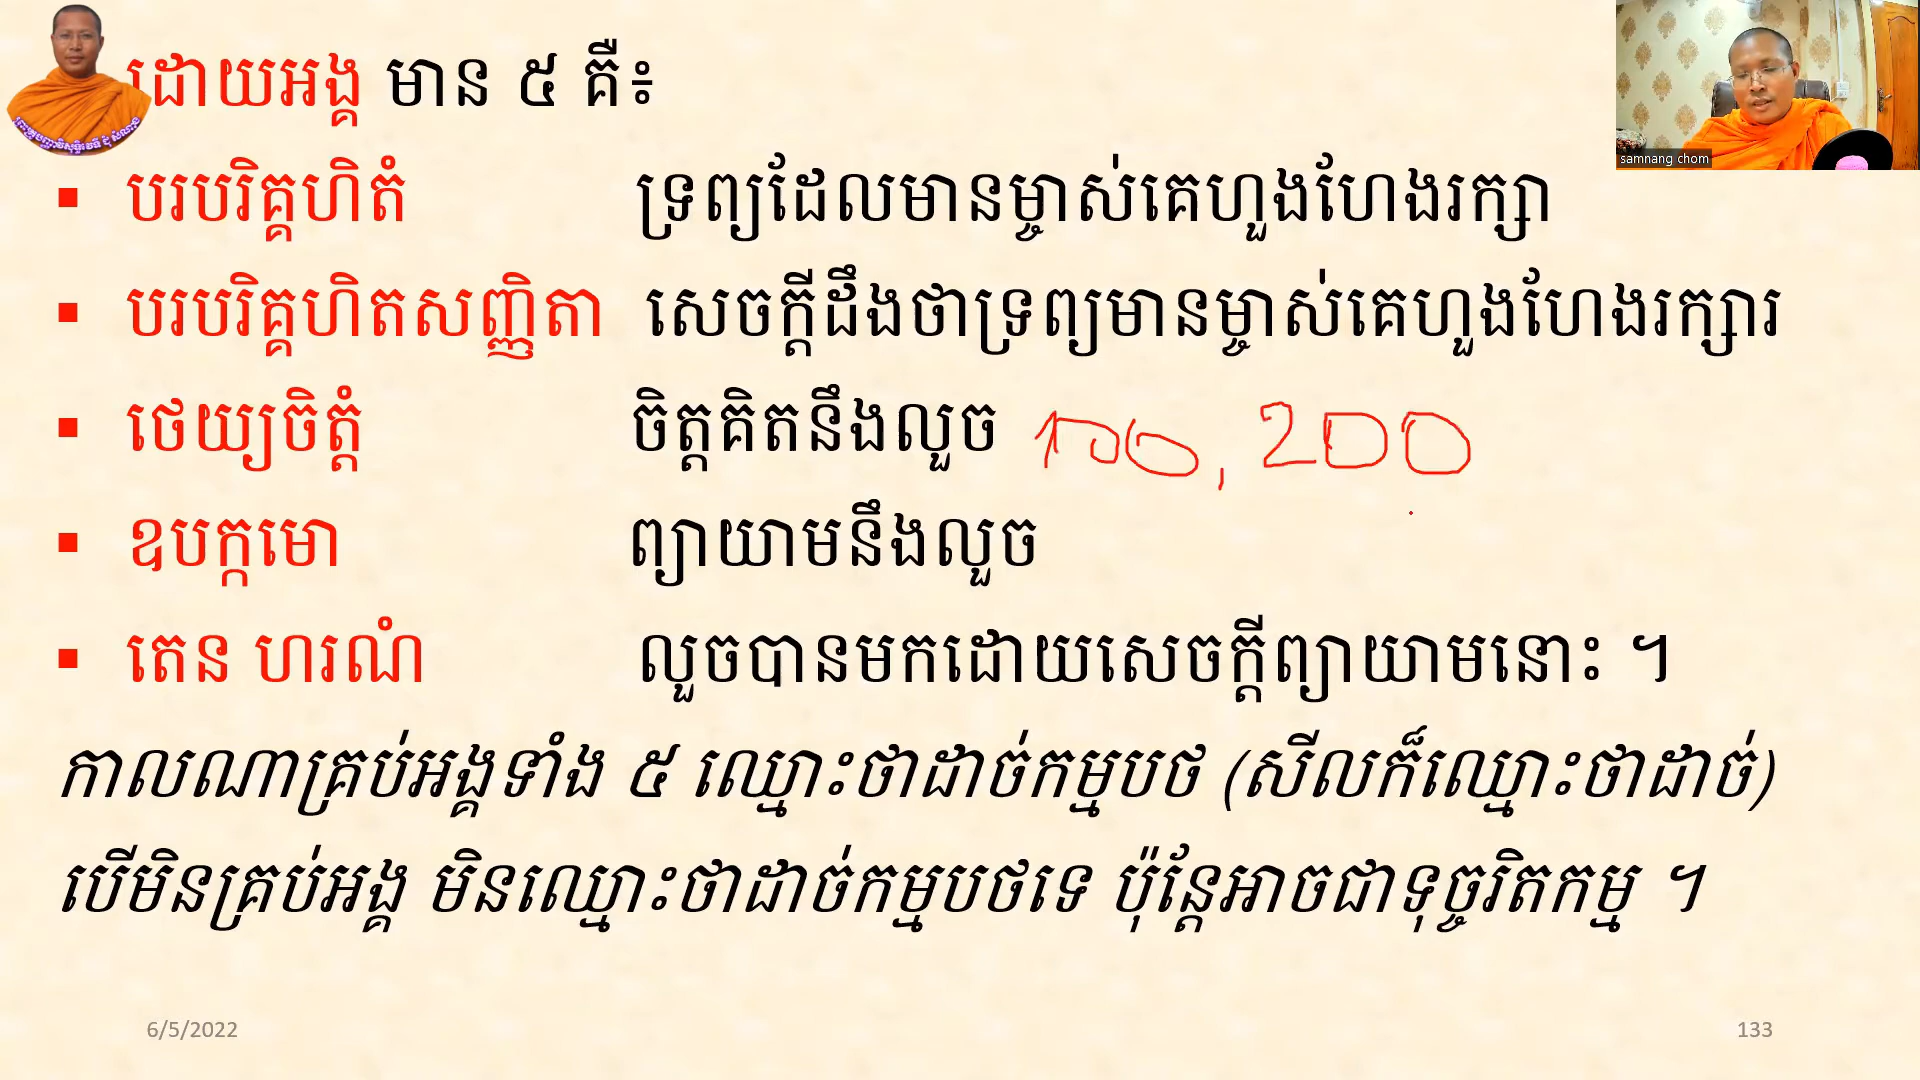 ដោយអង្គ មាន ៥ គឺ៖
samnang chom
▪ បរបរិគ្គហិតំ ទ្រព្យដែលមានម្ចាស់គេហួងហែងរក្សា
▪ បរបរិគ្គហិតសញ្ញិតា សេចក្ដីដឹងថាទ្រព្យមានម្ចាស់គេហួងហែងរក្សារ
▪ ថេយ្យចិត្តំ ចិត្តគិតនឹងលួច 100, 200
▪ ឧបក្កមោ ព្យាយាមនឹងលួច
▪ តេន ហរណំ លួចបានមកដោយសេចក្ដីព្យាយាមនោះ ។
កាលណាគ្រប់អង្គទាំង ៥ ឈ្មោះថាដាច់កម្មបថ (សីលក៏ឈ្មោះថាដាច់)
បើមិនគ្រប់អង្គ មិនឈ្មោះថាដាច់កម្មបថទេ ប៉ុន្តែអាចជាទុច្ចរិតកម្ម ។
6/5/2022
133